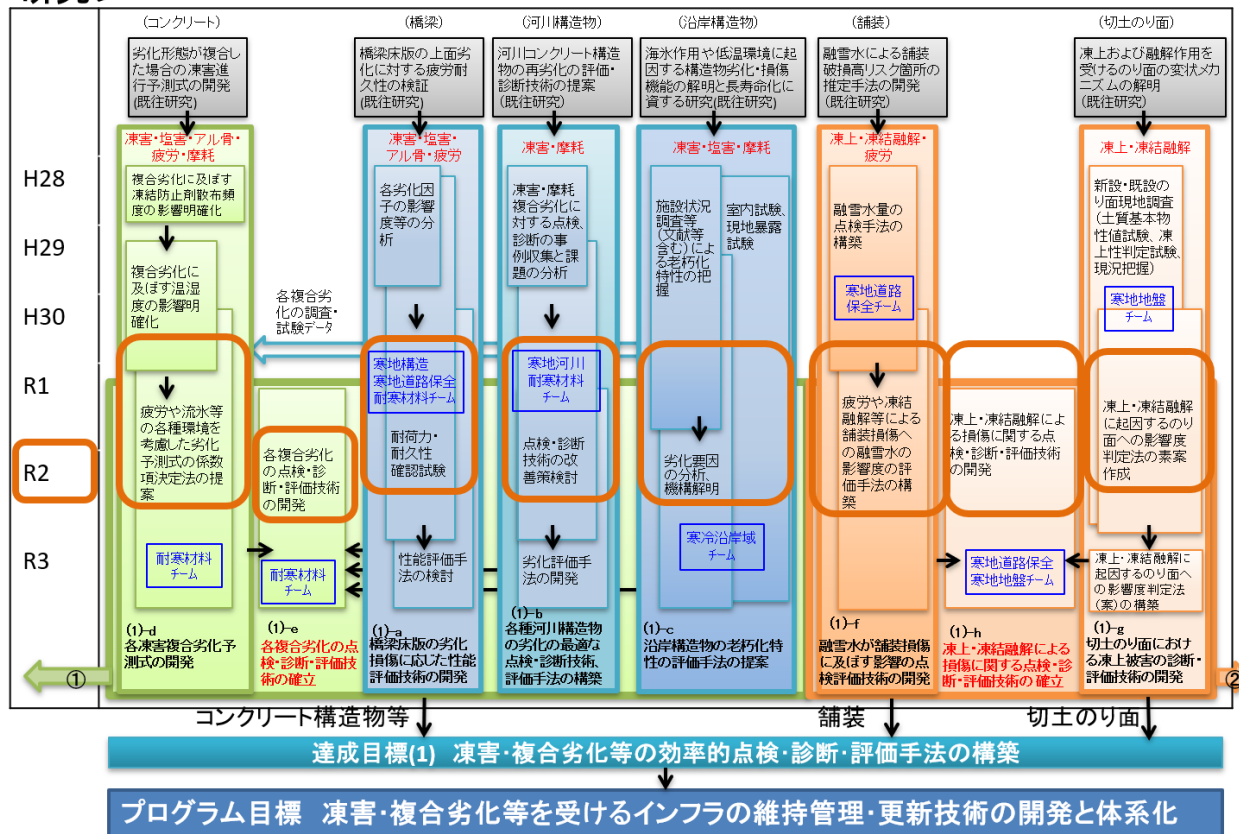 (コンクリート)
(橋梁)
(河川構造物)
(沿岸構造物)
(舗装)
(切土のり面)
劣化形態が複合し
た場合の凍害進
行予測式の開発
(既往研究)
橋梁床版の上面劣
化に対する疲労耐
久性の検証
(既往研究)
河川コンクリート構造
物の再劣化の評価・
診断技術の提案
(既往研究)
海氷作用や低温環境に起
因する構造物劣化・損傷
機能の解明と長寿命化に
資する研究(既往研究)
融雪水による舗装
破損高リスク箇所の
推定手法の開発
(既往研究)
凍上および融解作用を
受けるのり面の変状メカ
ニズムの解明
(既往研究)
凍害・塩害・アル骨・
疲労・摩耗
凍害・塩害・
アル骨・疲労
凍害・摩耗
凍害・塩害・摩耗
凍上・凍結融解・
疲労
凍上・凍結融解
H28
H29
H30
R1
R2
R3
複合劣化に及ぼす
凍結防止剤散布頻
度の影響明確化
複合劣化に
及ぼす温湿
度の影響明
確化
疲労や流氷等
の各種環境を
考慮した劣化
予測式の係数
項決定法の提
案
耐寒材料
チーム
(1)-d
各凍害複合劣化予
測式の開発
各複合劣
化の調査・
試験データ
各複合劣化
の点検・診
断・評価技術
の開発
耐寒材料
チーム
(1)-e
各複合劣化の点
検・診断・評価技
術の確立
各劣化因
子の影響
度等の分
析
寒地構造
寒地道路保全
耐寒材料チーム
耐荷力・
耐久性
確認試験
性能評価手
法の検討
(1)-a
橋梁床版の劣化
損傷に応じた性能
評価技術の開発
凍害・摩耗
複合劣化に
対する点検、
診断の事
例収集と課
題の分析
寒地河川
耐寒材料
チーム
点検・診断
技術の改
善策検討
劣化評価手
法の開発
(1)-b
各種河川構造物
の劣化の最適な
点検・診断技術、
評価手法の構築
施設状況
調査等
(文献等
含む)によ
る老朽化
特性の把
握
室内試験、
現地暴露
試験
劣化要因
の分析、
機構解明
寒冷沿岸域
チーム
(1)-c
沿岸構造物の老朽化特
性の評価手法の提案
融雪水量の
点検手法の
構築
寒地道路
保全チーム
疲労や凍結
融解等による
舗装損傷へ
の融雪水の
影響度の評
価手法の構
築
(1)-f
融雪水が舗装損傷
に及ぼす影響の点
検評価技術の開発
凍上・凍結融解によ
る損傷に関する点
検・診断・評価技術
の開発
寒地道路保全
寒地地盤チーム
(1)-h
凍上・凍結融解による
損傷に関する点検・診
断・評価技術の 確立
新設・既設の
り面現地調査
(土質基本物
性値試験、凍
上性判定試験、
現況把握)
寒地地盤
チーム
凍上・凍結融解
に起因するのり
面への影響度
判定法の素案
作成
凍上・凍結融解に
起因するのり面へ
の影響度判定法
(案)の構築
(1)-g
切土のり面におけ
る凍上被害の診断・
評価技術の開発
①
②
コンクリート構造物等
舗装
切土のり面
達成目標(1) 凍害・複合劣化等の効率的点検・診断・評価手法の構築
プログラム目標 凍害・複合劣化等を受けるインフラの維持管理・更新技術の開発と体系化